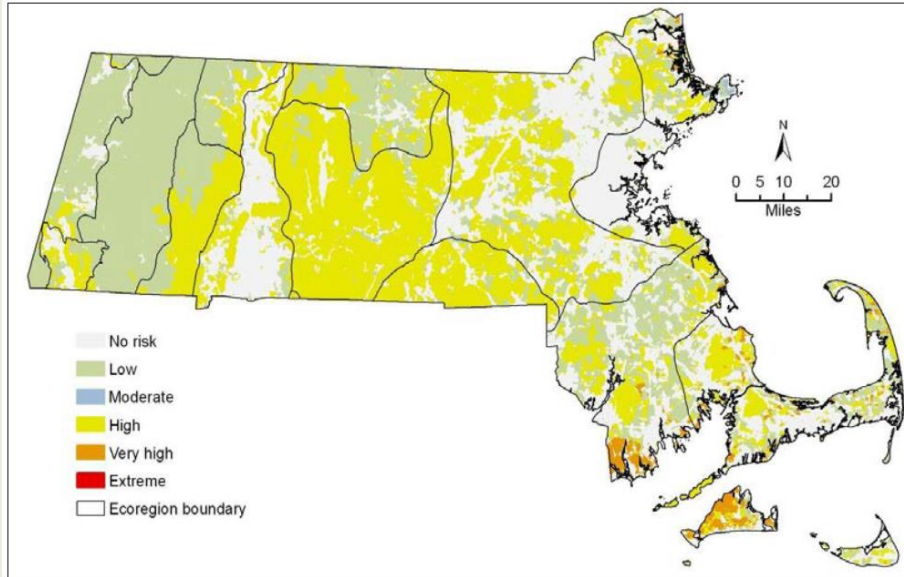 N
0 5 10 20
Miles
No risk
Low
Moderate
High
Very high
Extreme
Ecoregion boundary